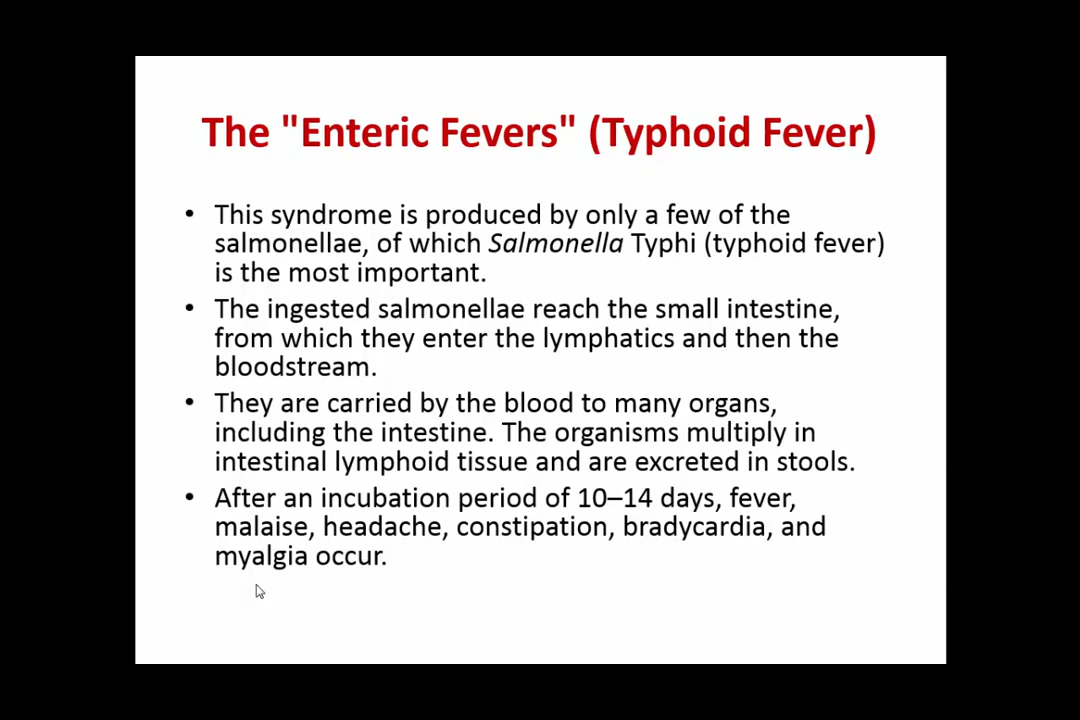 The "Enteric Fevers" (Typhoid Fever)
• This syndrome is produced by only a few of the
salmonellae, of which Salmonella Typhi (typhoid fever)
is the most important.
• The ingested salmonellae reach the small intestine,
from which they enter the lymphatics and then the
bloodstream.
• They are carried by the blood to many organs,
including the intestine. The organisms multiply in
intestinal lymphoid tissue and are excreted in stools.
• After an incubation period of 10–14 days, fever,
malaise, headache, constipation, bradycardia, and
myalgia occur.